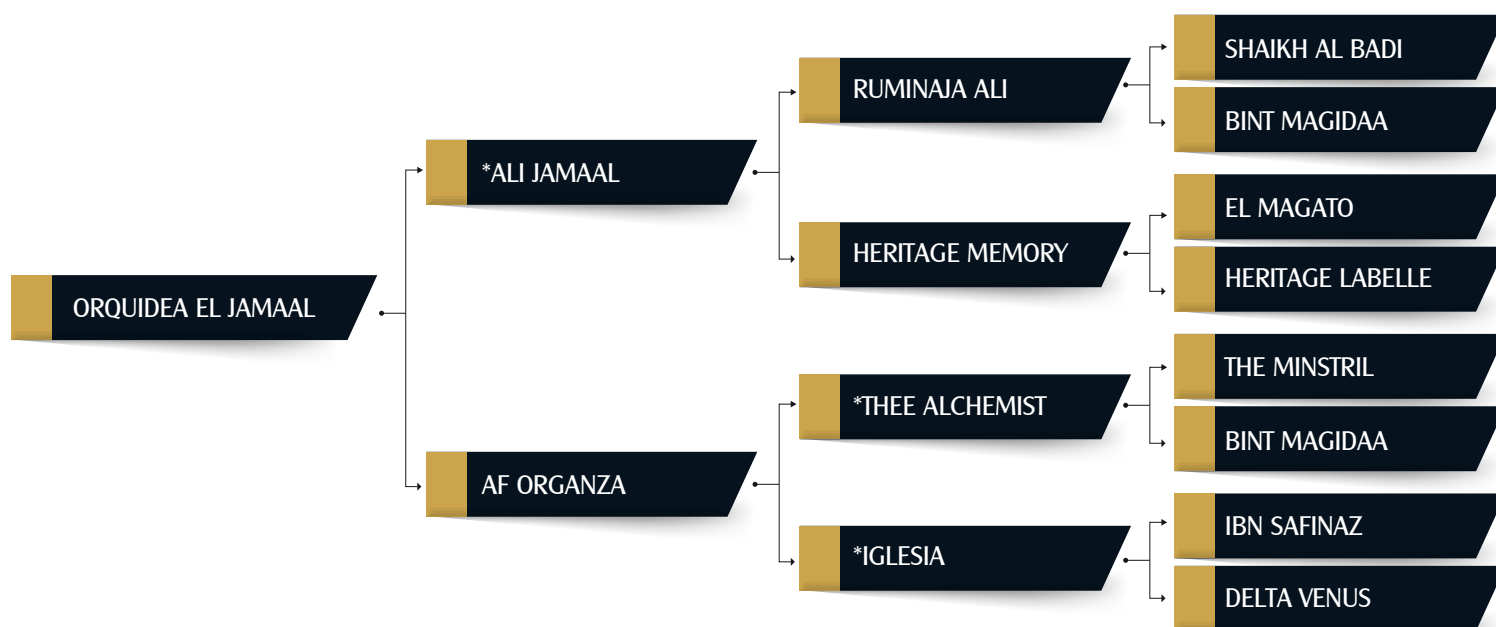 ORQUIDEA EL JAMAAL
*ALI JAMAAL
AF ORGANZA
RUMINAJA ALI
HERITAGE MEMORY
*THEE ALCHEMIST
*IGLESIA
SHAIKH AL BADI
BINT MAGIDAA
EL MAGATO
HERITAGE LABELLE
THE MINSTRIL
BINT MAGIDAA
IBN SAFINAZ
DELTA VENUS